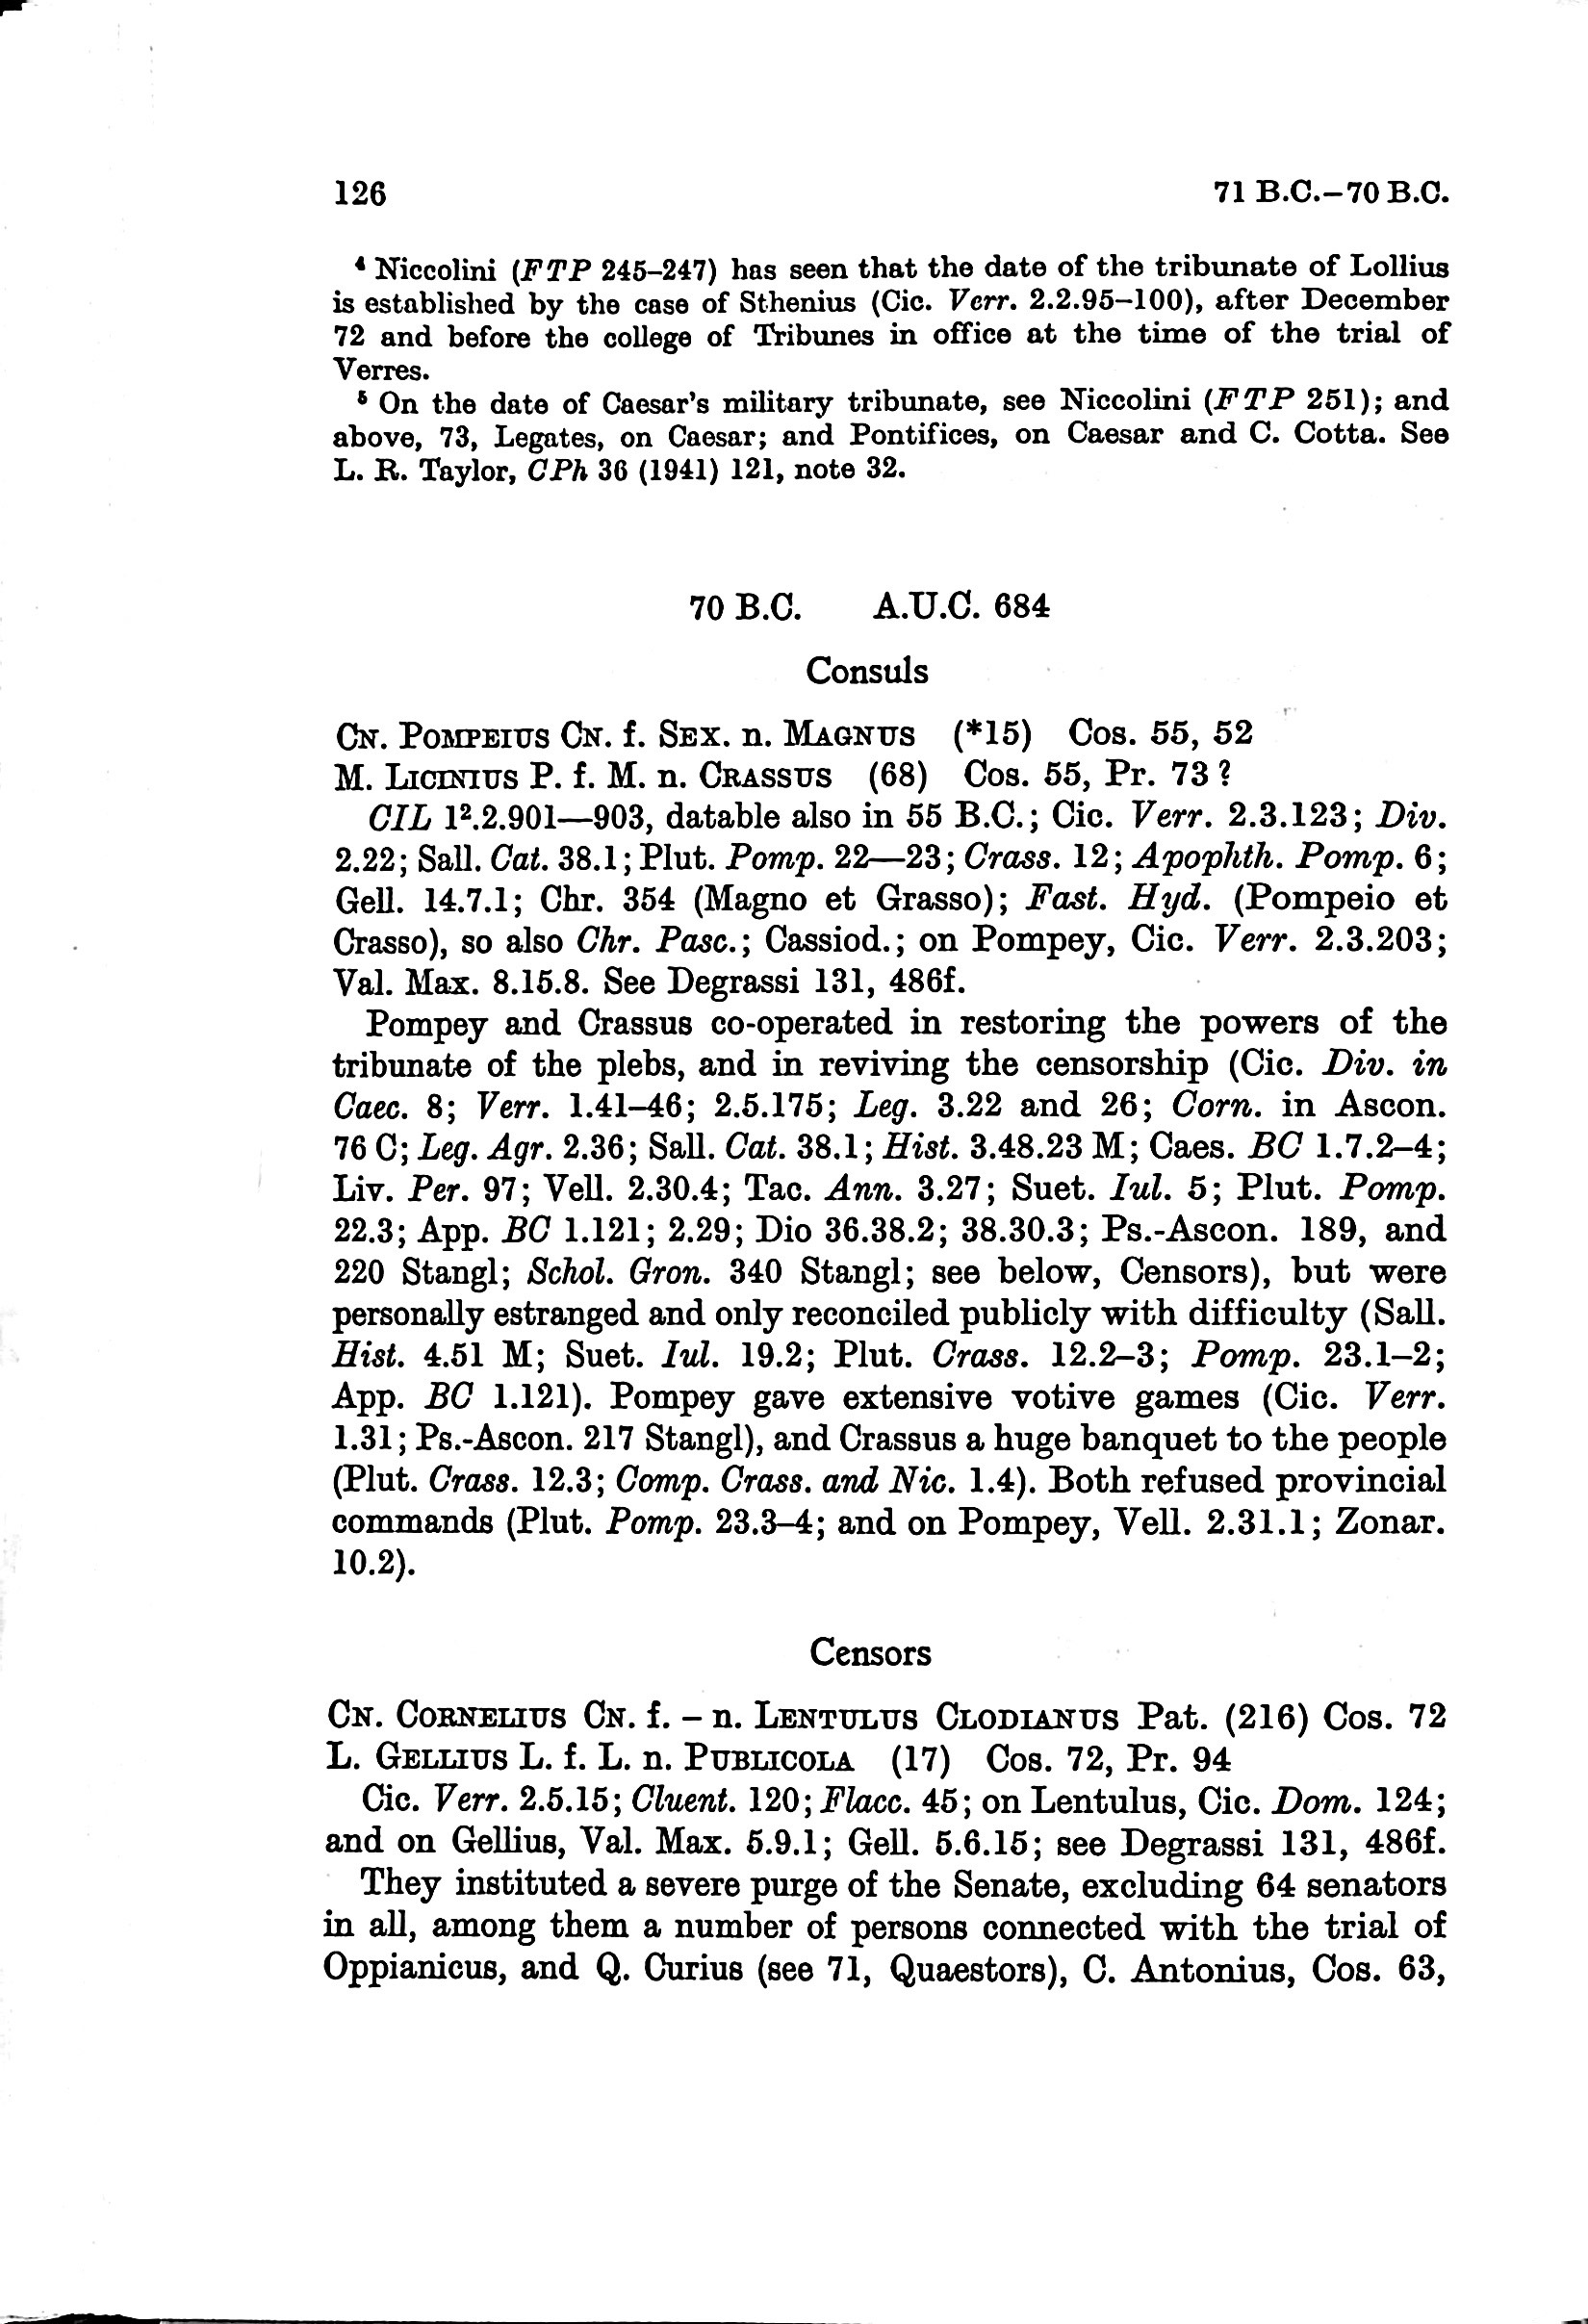 126 71 B.C.–70 B.C.
⁴ Niccolini (FTP 245–247) has seen that the date of the tribunate of Lollius
is established by the case of Sthenius (Cic. Verr. 2.2.95–100), after December
72 and before the college of Tribunes in office at the time of the trial of
Verres.
⁵ On the date of Caesar's military tribunate, see Niccolini (FTP 251); and
above, 73, Legates, on Caesar; and Pontifices, on Caesar and C. Cotta. See
L. R. Taylor, CPh 36 (1941) 121, note 32.
70 B.C. A.U.C. 684
Consuls
CN. POMPEIUS CN. f. SEX. n. MAGNUS (*15) Cos. 55, 52
M. LICINIUS P. f. M. n. CRASSUS (68) Cos. 55, Pr. 73?
CIL 1².2.901—903, datable also in 55 B.C.; Cic. Verr. 2.3.123; Div.
2.22; Sall. Cat. 38.1; Plut. Pomp. 22—23; Crass. 12; Apophth. Pomp. 6;
Gell. 14.7.1; Chr. 354 (Magno et Grasso); Fast. Hyd. (Pompeio et
Crasso), so also Chr. Pasc.; Cassiod.; on Pompey, Cic. Verr. 2.3.203;
Val. Max. 8.15.8. See Degrassi 131, 486f.
Pompey and Crassus co-operated in restoring the powers of the
tribunate of the plebs, and in reviving the censorship (Cic. Div. in
Caec. 8; Verr. 1.41–46; 2.5.175; Leg. 3.22 and 26; Corn. in Ascon.
76 C; Leg. Agr. 2.36; Sall. Cat. 38.1; Hist. 3.48.23 M; Caes. BC 1.7.2–4;
Liv. Per. 97; Vell. 2.30.4; Tac. Ann. 3.27; Suet. Iul. 5; Plut. Pomp.
22.3; App. BC 1.121; 2.29; Dio 36.38.2; 38.30.3; Ps.-Ascon. 189, and
220 Stangl; Schol. Gron. 340 Stangl; see below, Censors), but were
personally estranged and only reconciled publicly with difficulty (Sall.
Hist. 4.51 M; Suet. Iul. 19.2; Plut. Crass. 12.2–3; Pomp. 23.1–2;
App. BC 1.121). Pompey gave extensive votive games (Cic. Verr.
1.31; Ps.-Ascon. 217 Stangl), and Crassus a huge banquet to the people
(Plut. Crass. 12.3; Comp. Crass. and Nic. 1.4). Both refused provincial
commands (Plut. Pomp. 23.3–4; and on Pompey, Vell. 2.31.1; Zonar.
10.2).
Censors
CN. CORNELIUS CN. f. – n. LENTULUS CLODIANUS Pat. (216) Cos. 72
L. GELLIUS L. f. L. n. PUBLICOLA (17) Cos. 72, Pr. 94
Cic. Verr. 2.5.15; Cluent. 120; Flacc. 45; on Lentulus, Cic. Dom. 124;
and on Gellius, Val. Max. 5.9.1; Gell. 5.6.15; see Degrassi 131, 486f.
They instituted a severe purge of the Senate, excluding 64 senators
in all, among them a number of persons connected with the trial of
Oppianicus, and Q. Curius (see 71, Quaestors), C. Antonius, Cos. 63,